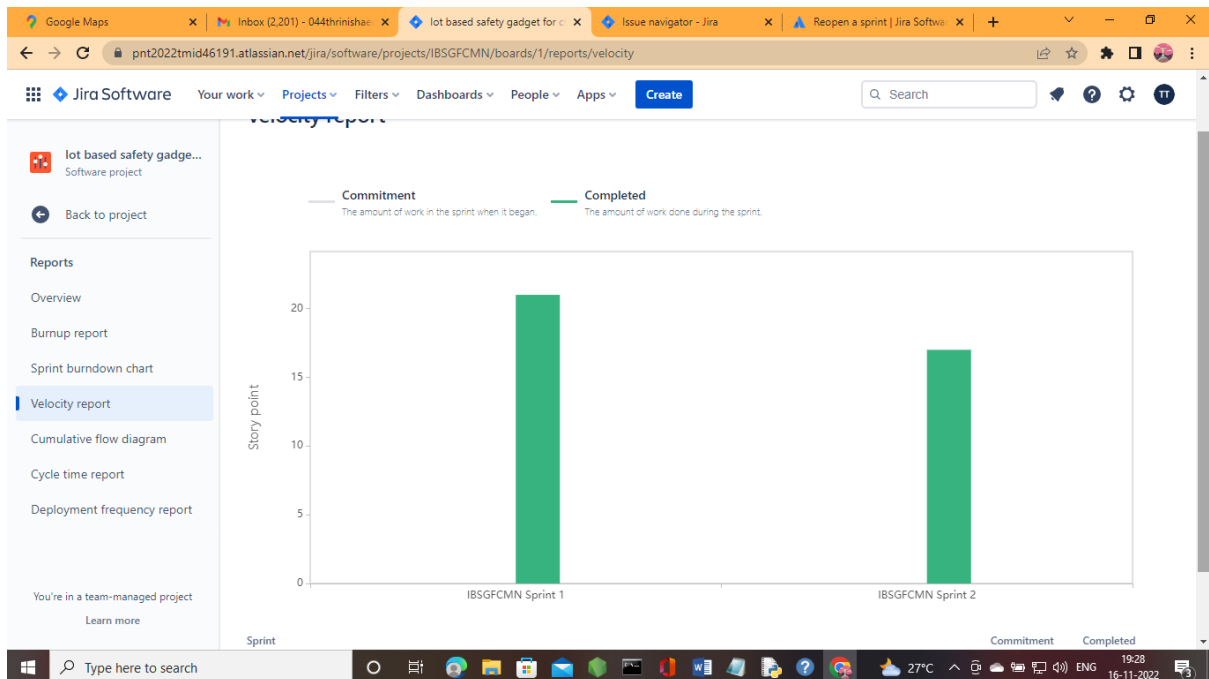 Google Maps
Inbox (2,201) - 044thrinishae
Iot based safety gadget for c
Issue navigator - Jira
Reopen a sprint | Jira Softwa
pnt2022tmid46191.atlassian.net/jira/software/projects/IBSGFCMN/boards/1/reports/velocity
Jira Software Your work Projects Filters Dashboards People Apps Create Search TT
Velocity report
Iot based safety gadge...
Software project
Back to project
Reports
Overview
Burnup report
Sprint burndown chart
Velocity report
Cumulative flow diagram
Cycle time report
Deployment frequency report
You're in a team-managed project
Learn more
Commitment
The amount of work in the sprint when it began.
Completed
The amount of work done during the sprint.
Story point
20
15
10
5
0
IBSGFCMN Sprint 1
IBSGFCMN Sprint 2
Sprint Commitment Completed
Type here to search
27°C
ENG
19:28
16-11-2022
3